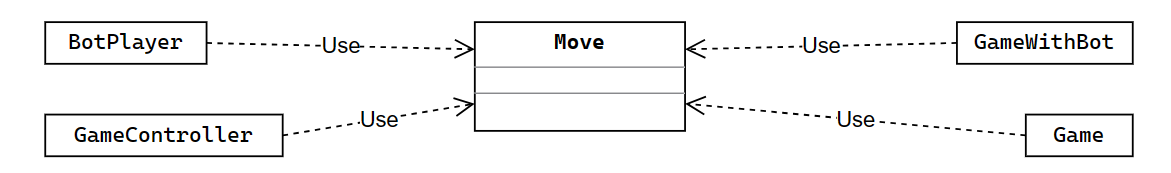 BotPlayer
Use
Move
Use
GameWithBot
GameController
Use
Use
Game